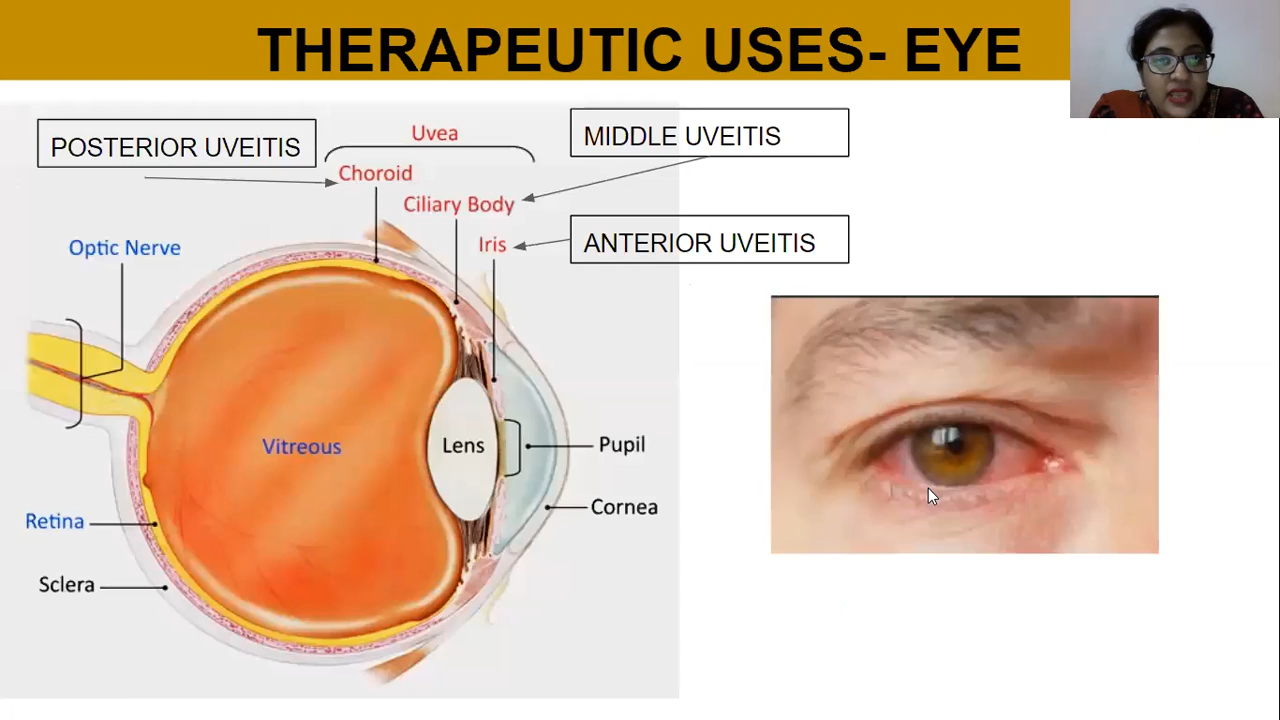 THERAPEUTIC USES- EYE
POSTERIOR UVEITIS
Uvea
MIDDLE UVEITIS
Choroid
Ciliary Body
Iris
ANTERIOR UVEITIS
Optic Nerve
Vitreous
Lens
Pupil
Retina
Cornea
Sclera